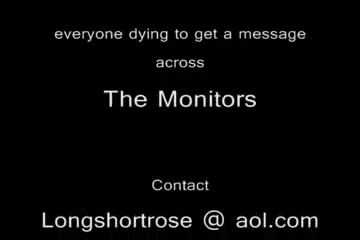 everyone dying to get a message
across
The Monitors
Contact
Longshortrose @ aol.com